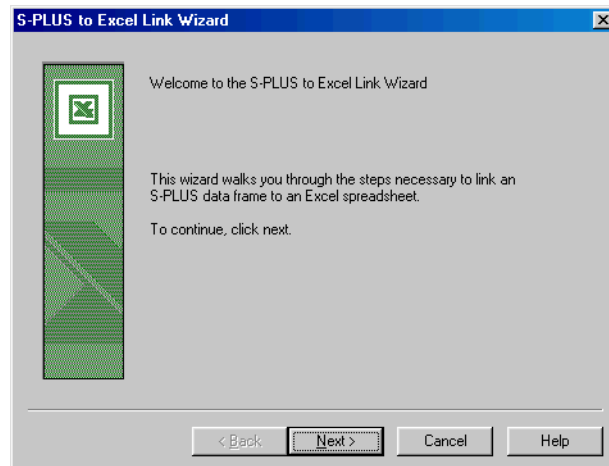 S-PLUS to Excel Link Wizard
Welcome to the S-PLUS to Excel Link Wizard
This wizard walks you through the steps necessary to link an
S-PLUS data frame to an Excel spreadsheet.
To continue, click next.
< Back Next > Cancel Help